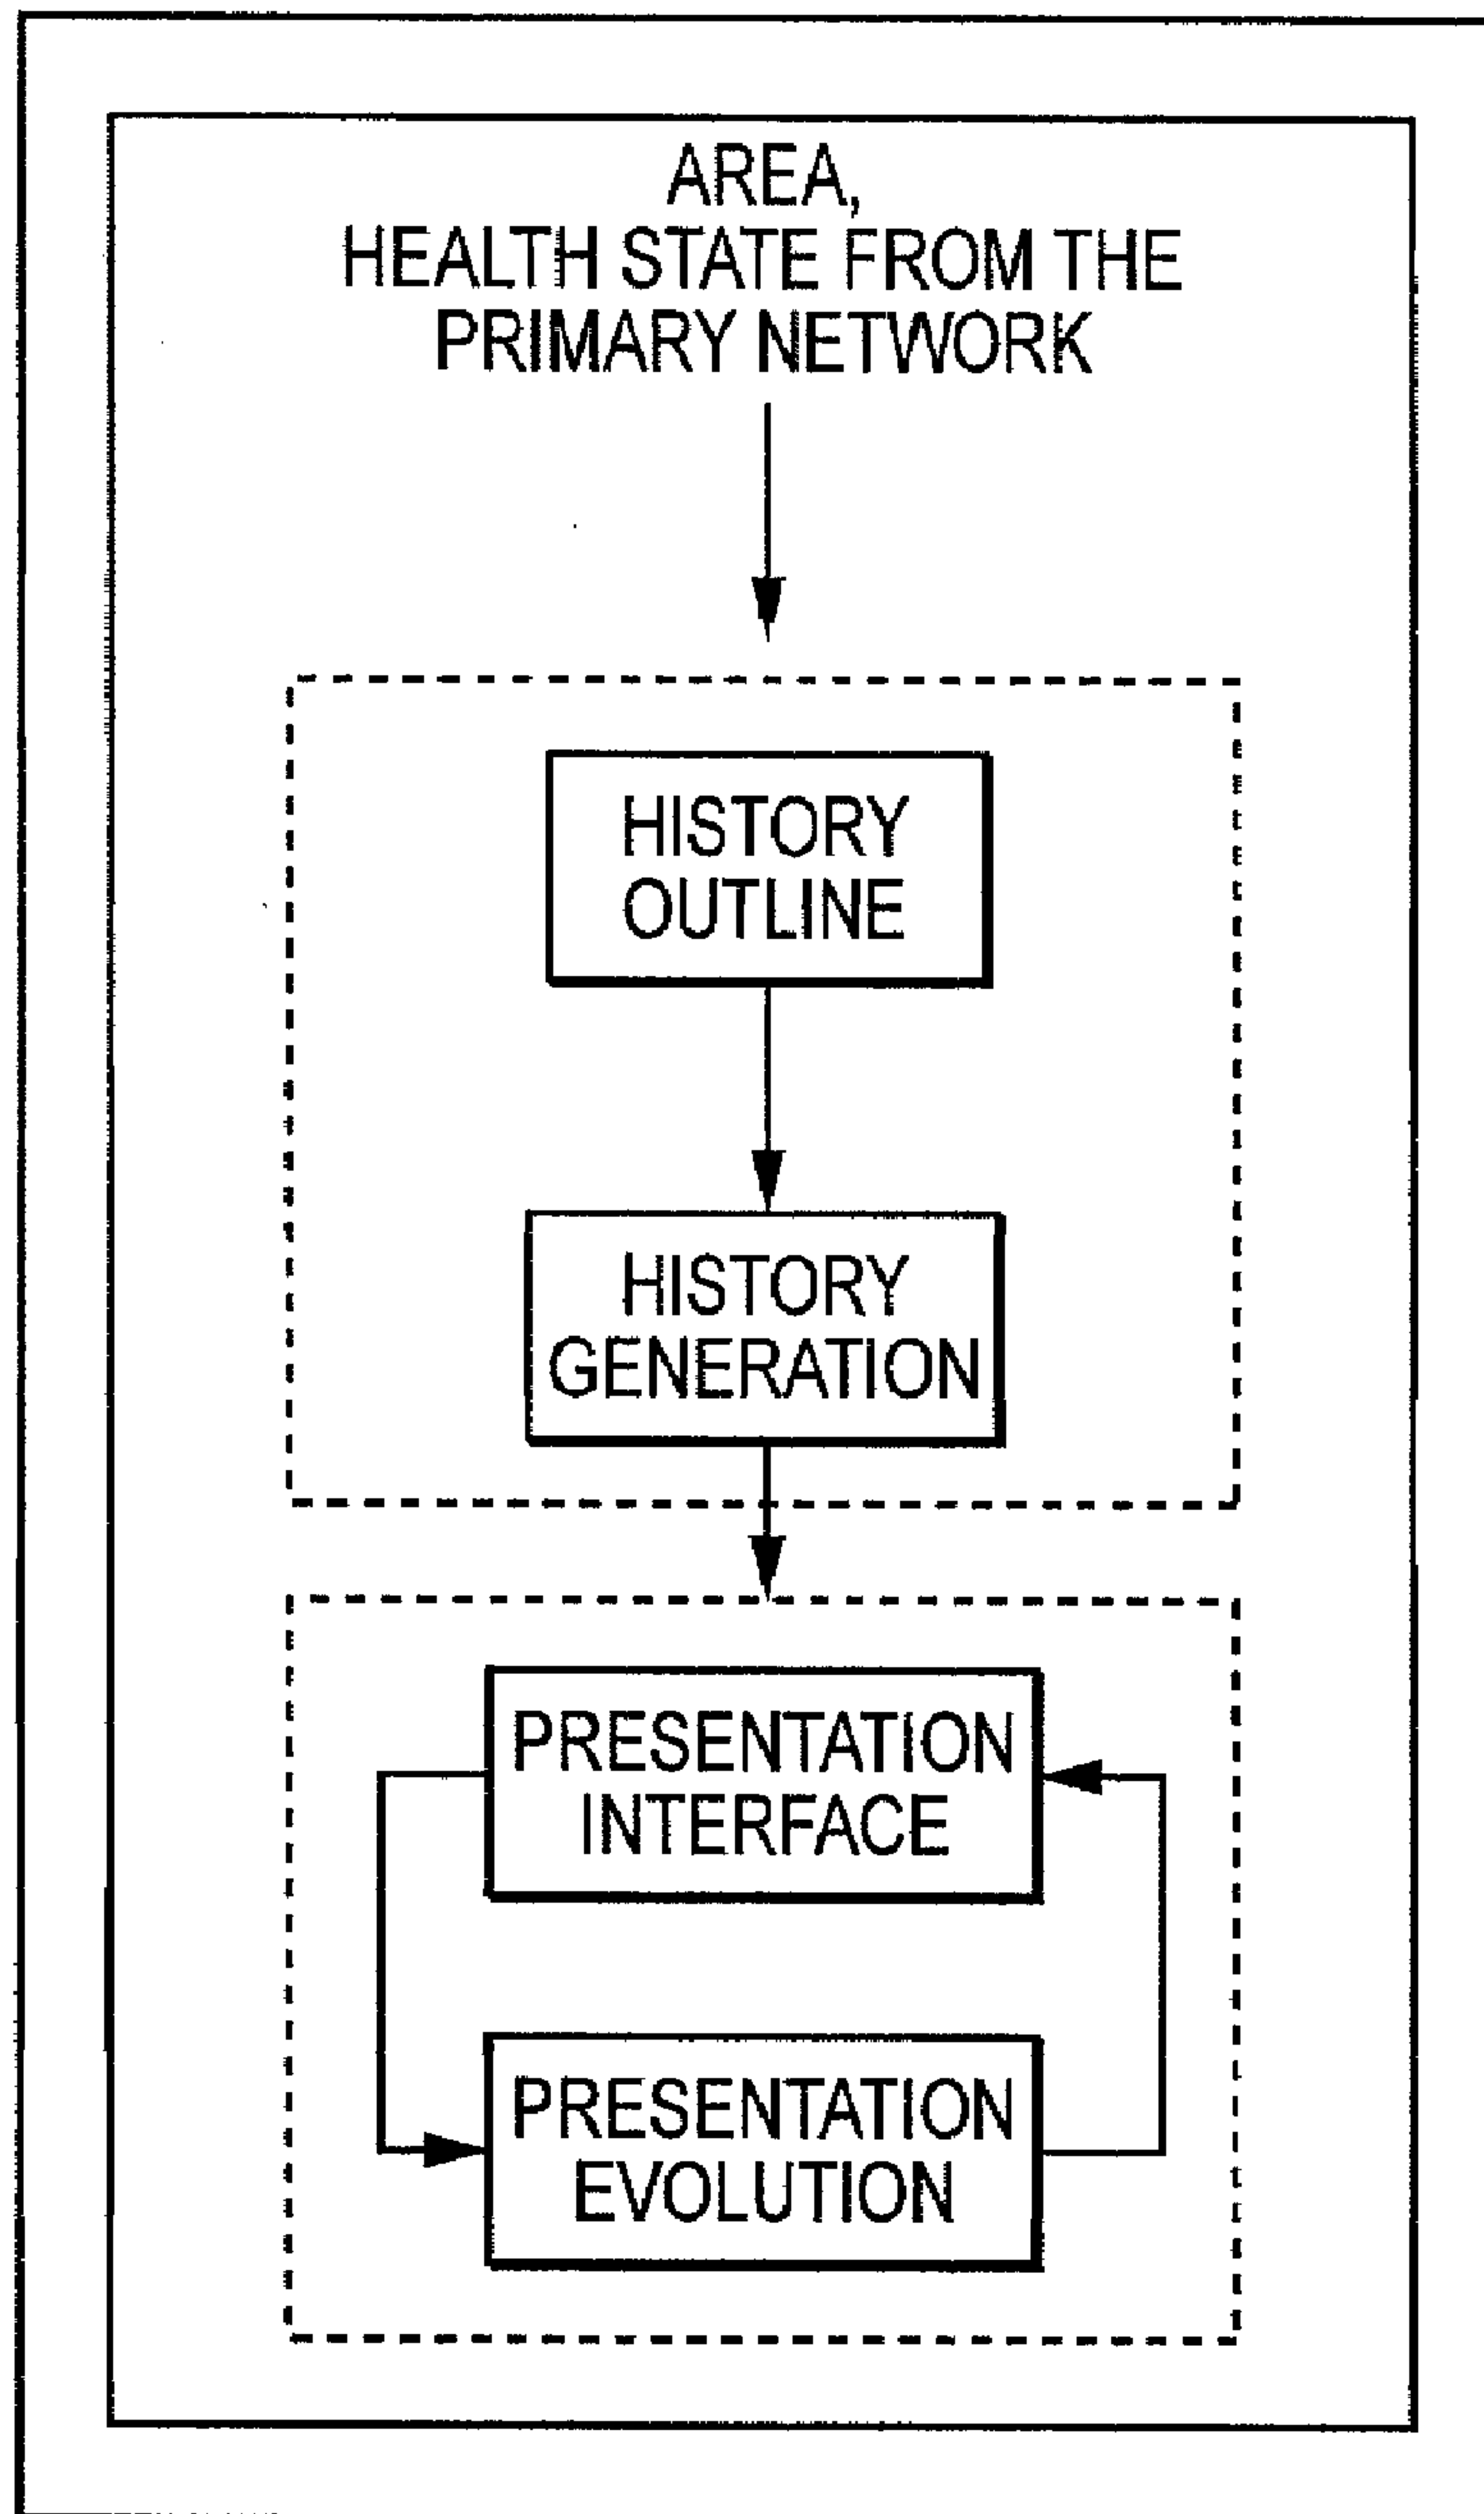 AREA,
HEALTH STATE FROM THE
PRIMARY NETWORK
HISTORY
OUTLINE
HISTORY
GENERATION
PRESENTATION
INTERFACE
PRESENTATION
EVOLUTION